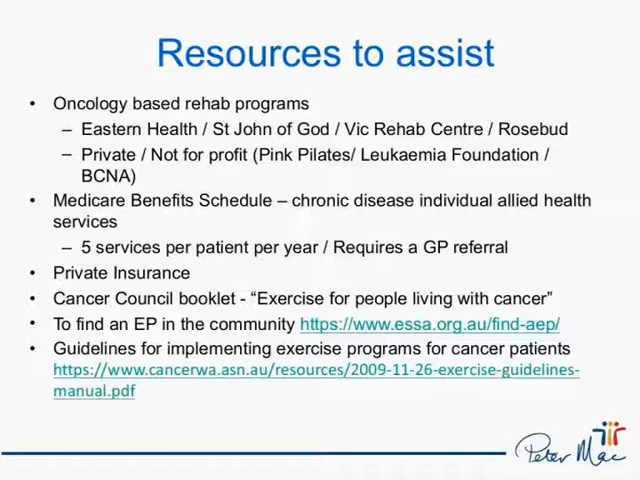 Resources to assist
• Oncology based rehab programs
– Eastern Health / St John of God / Vic Rehab Centre / Rosebud
– Private / Not for profit (Pink Pilates/ Leukaemia Foundation /
BCNA)
• Medicare Benefits Schedule – chronic disease individual allied health
services
– 5 services per patient per year / Requires a GP referral
• Private Insurance
• Cancer Council booklet - “Exercise for people living with cancer”
• To find an EP in the community https://www.essa.org.au/find-aep/
• Guidelines for implementing exercise programs for cancer patients
https://www.cancerwa.asn.au/resources/2009-11-26-exercise-guidelines-
manual.pdf
Peter Mac